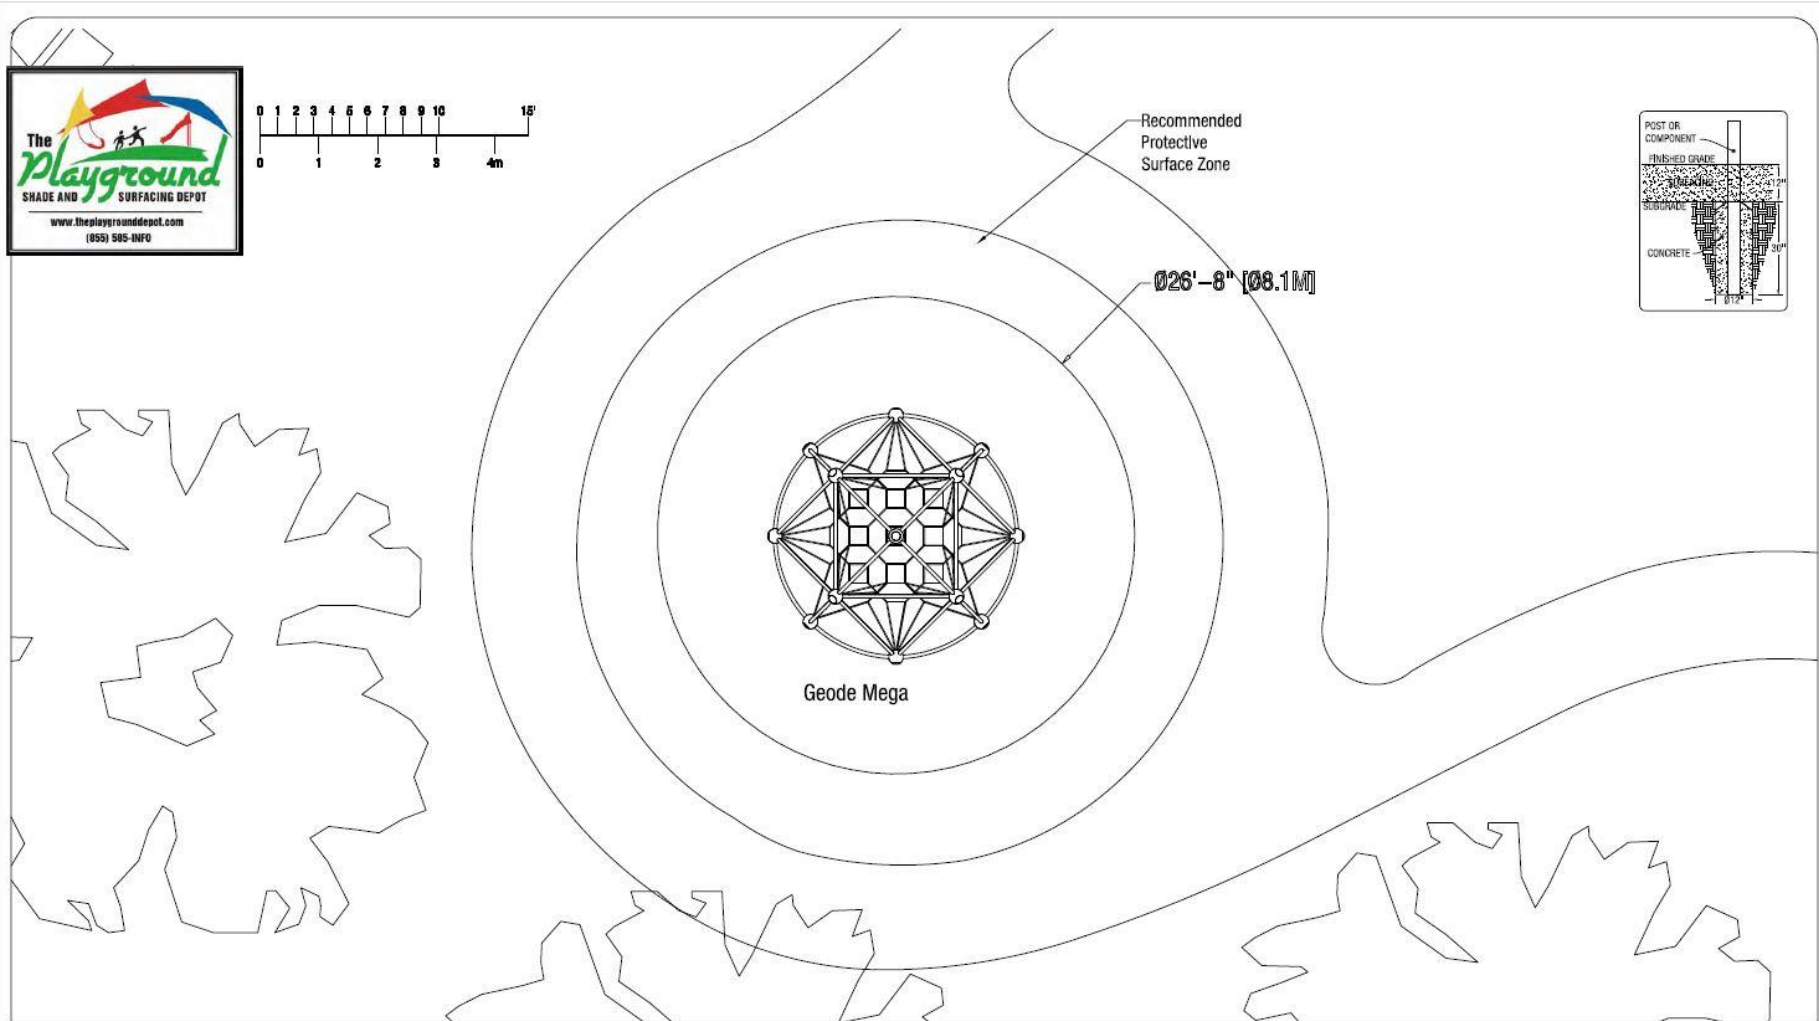 The
Playground
SHADE AND SURFACING DEPOT
www.theplaygrounddepot.com
(855) 585-INFO
0 1 2 3 4 5 6 7 8 9 10 15'
0 1 2 3 4m
Recommended
Protective
Surface Zone
Ø26'-8" [Ø8.1M]
Geode Mega
POST OR
COMPONENT
FINISHED GRADE
12"
SUBGRADE
CONCRETE
30"
Ø12"